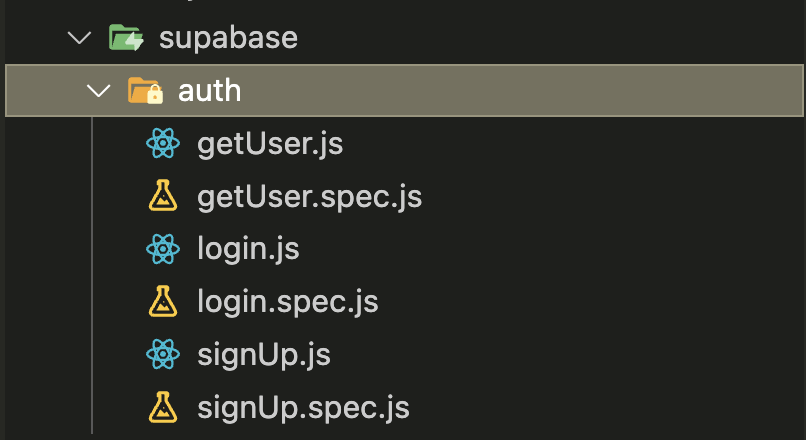 supabase
auth
getUser.js
getUser.spec.js
login.js
login.spec.js
signUp.js
signUp.spec.js